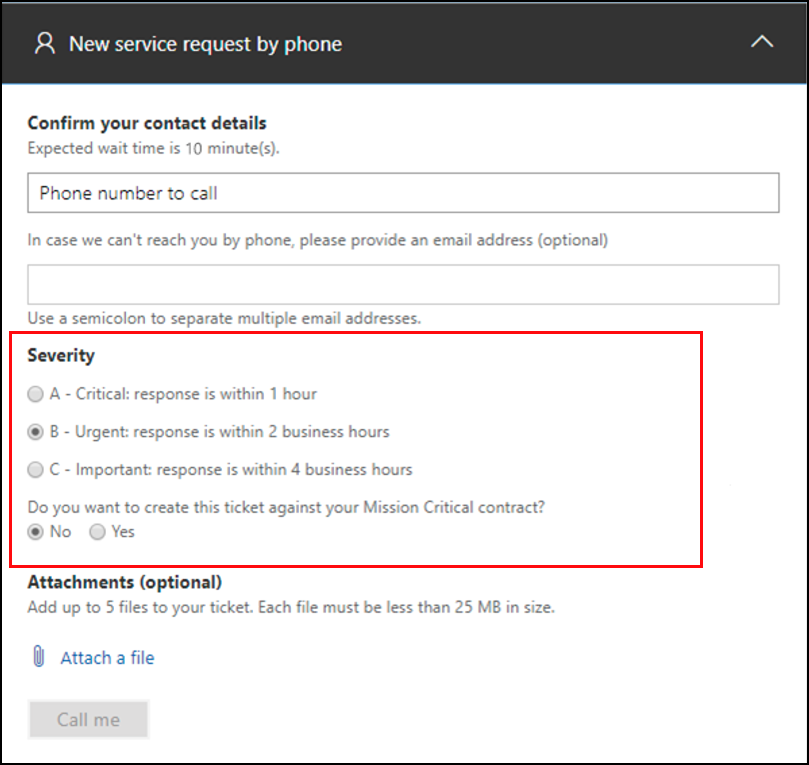 New service request by phone
Confirm your contact details
Expected wait time is 10 minute(s).
Phone number to call
In case we can't reach you by phone, please provide an email address (optional)
Use a semicolon to separate multiple email addresses.
Severity
A - Critical: response is within 1 hour
B - Urgent: response is within 2 business hours
C - Important: response is within 4 business hours
Do you want to create this ticket against your Mission Critical contract?
No Yes
Attachments (optional)
Add up to 5 files to your ticket. Each file must be less than 25 MB in size.
Attach a file
Call me